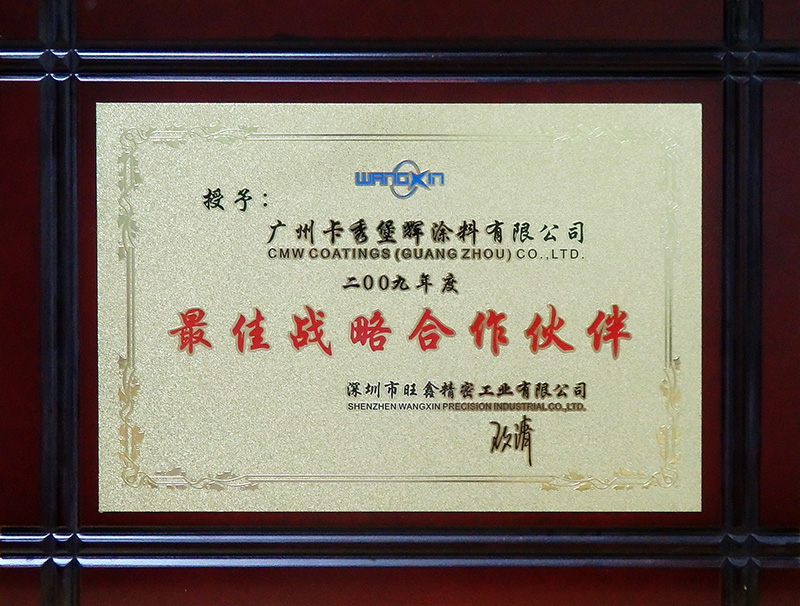 WANGXIN
授予：
广州卡秀堡辉涂料有限公司
CMW COATINGS (GUANG ZHOU) CO.,LTD.
二00九年度
最佳战略合作伙伴
深圳市旺鑫精密工业有限公司
SHENZHEN WANGXIN PRECISION INDUSTRIAL CO.,LTD.